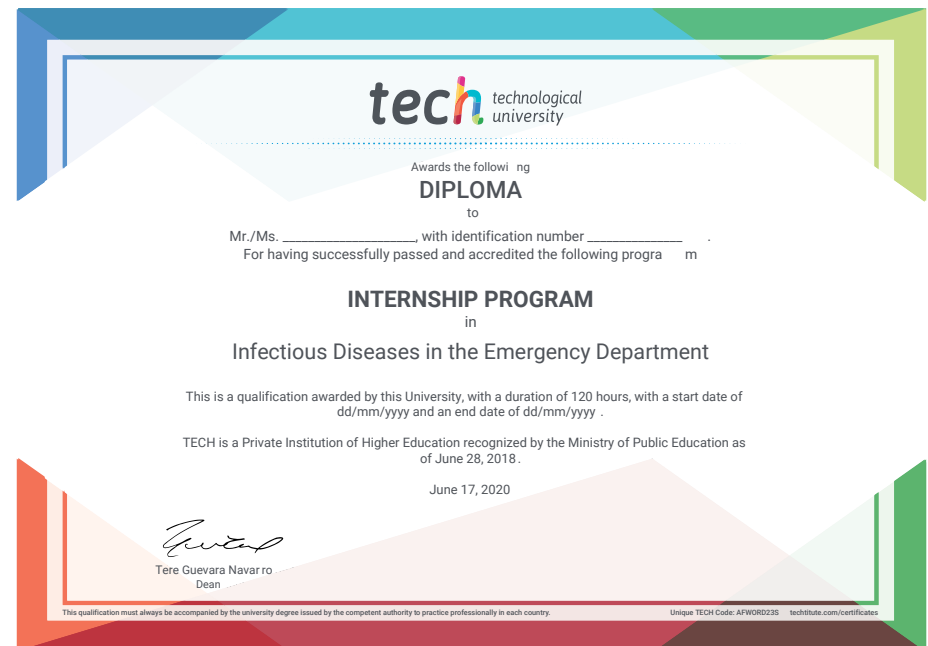 tech technological
university
Awards the followi ng
DIPLOMA
to
Mr./Ms. ___________________, with identification number ______________ .
For having successfully passed and accredited the following progra m
INTERNSHIP PROGRAM
in
Infectious Diseases in the Emergency Department
This is a qualification awarded by this University, with a duration of 120 hours, with a start date of
dd/mm/yyyy and an end date of dd/mm/yyyy .
TECH is a Private Institution of Higher Education recognized by the Ministry of Public Education as
of June 28, 2018 .
June 17, 2020
Tere Guevara Navar ro
Dean
This qualification must always be accompanied by the university degree issued by the competent authority to practice professionally in each country. Unique TECH Code: AFWORD23S techtitute.com/certificates